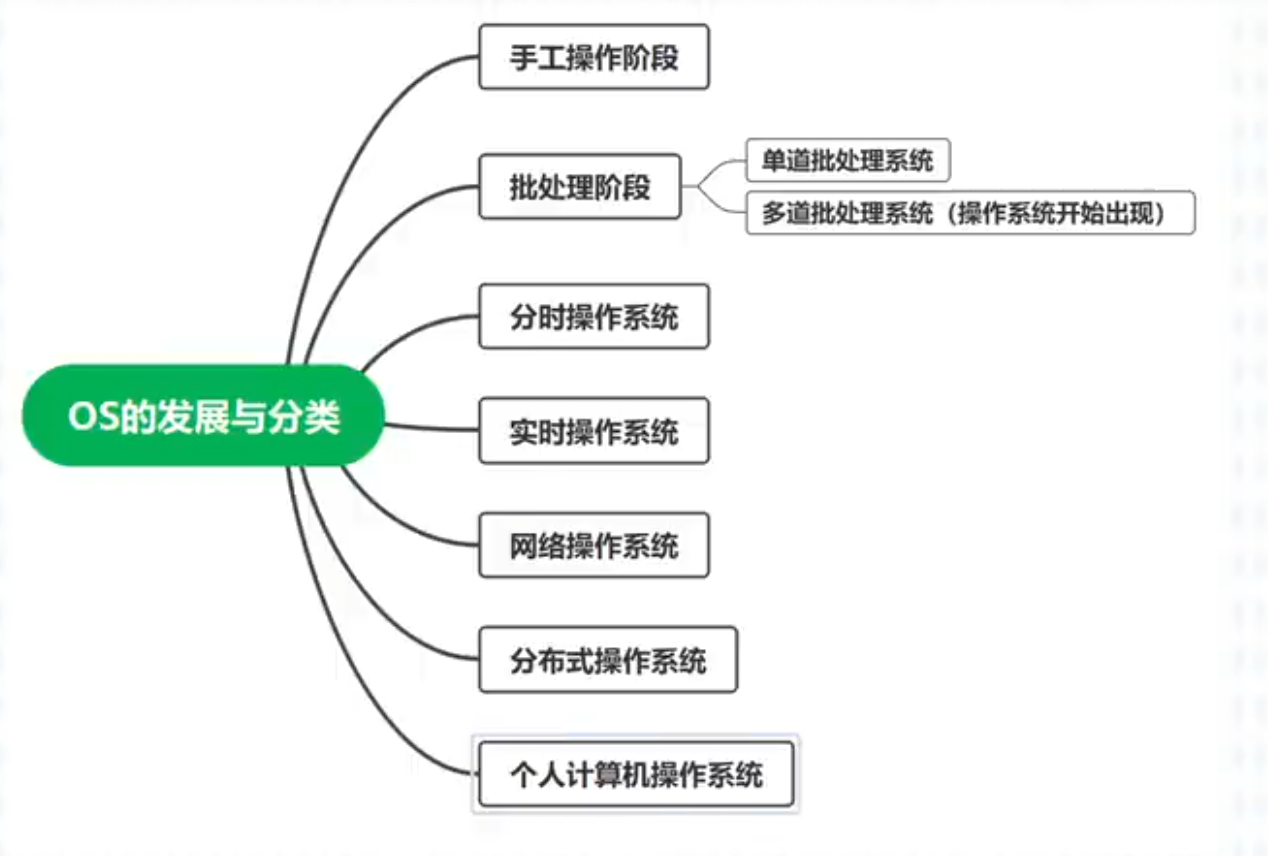 手工操作阶段
批处理阶段
单道批处理系统
多道批处理系统（操作系统开始出现）
分时操作系统
OS的发展与分类
实时操作系统
网络操作系统
分布式操作系统
个人计算机操作系统